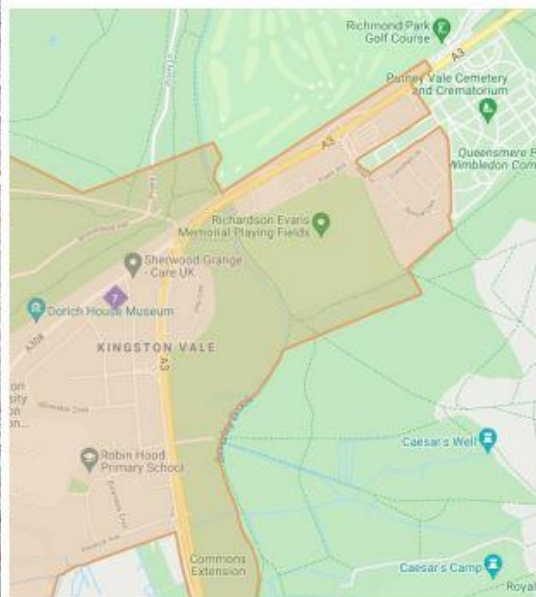 Richmond Park
Golf Course
A3
Putney Vale Cemetery
and Crematorium
A3
Queensmere
Wimbledon Com
Richardson Evans
Memorial Playing Fields
Sherwood Grange
- Care UK
7
Dorich House Museum
A308
KINGSTON VALE
A3
Robin Hood
Primary School
Caesar's Well
Commons
Extension
Caesar's Camp
Royal